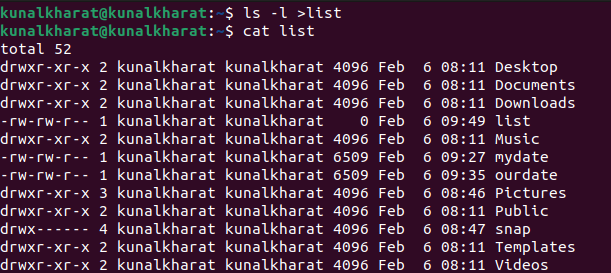 kunalkharat@kunalkharat:~$ ls -l >list
kunalkharat@kunalkharat:~$ cat list
total 52
drwxr-xr-x 2 kunalkharat kunalkharat 4096 Feb  6 08:11 Desktop
drwxr-xr-x 2 kunalkharat kunalkharat 4096 Feb  6 08:11 Documents
drwxr-xr-x 2 kunalkharat kunalkharat 4096 Feb  6 08:11 Downloads
-rw-rw-r-- 1 kunalkharat kunalkharat    0 Feb  6 09:49 list
drwxr-xr-x 2 kunalkharat kunalkharat 4096 Feb  6 08:11 Music
-rw-rw-r-- 1 kunalkharat kunalkharat 6509 Feb  6 09:27 mydate
-rw-rw-r-- 1 kunalkharat kunalkharat 6509 Feb  6 09:35 ourdate
drwxr-xr-x 3 kunalkharat kunalkharat 4096 Feb  6 08:46 Pictures
drwxr-xr-x 2 kunalkharat kunalkharat 4096 Feb  6 08:11 Public
drwx------ 4 kunalkharat kunalkharat 4096 Feb  6 08:47 snap
drwxr-xr-x 2 kunalkharat kunalkharat 4096 Feb  6 08:11 Templates
drwxr-xr-x 2 kunalkharat kunalkharat 4096 Feb  6 08:11 Videos